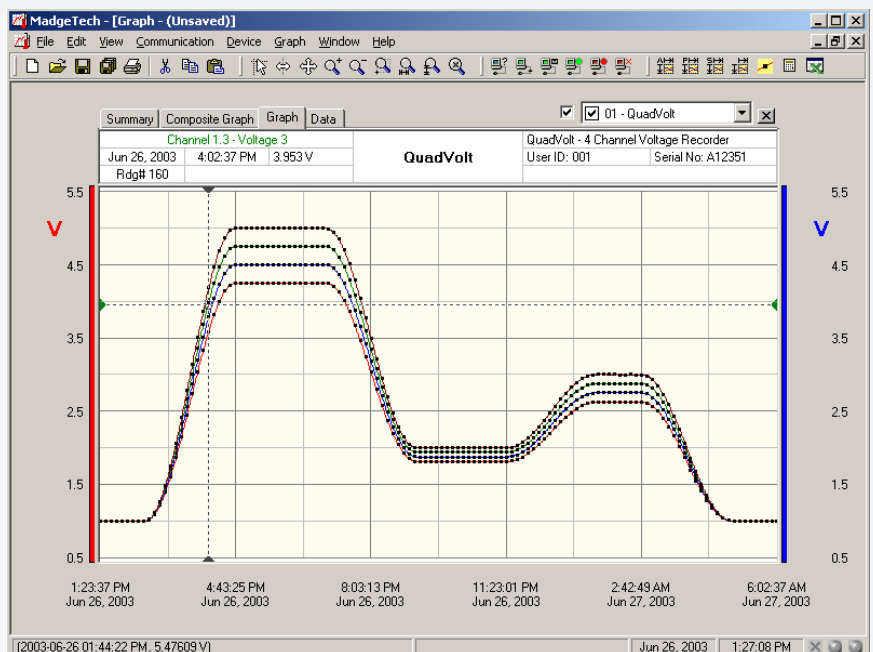 MadgeTech - [Graph - (Unsaved)]
File Edit View Communication Device Graph Window Help
Summary Composite Graph Graph Data 01 - QuadVolt
Channel 1.3 - Voltage 3 QuadVolt - 4 Channel Voltage Recorder
Jun 26, 2003 4:02:37 PM 3.953 V QuadVolt User ID: 001 Serial No: A12351
Rdg# 160
5.5 5.5
V V
4.5 4.5
3.5 3.5
2.5 2.5
1.5 1.5
0.5 0.5
1:23:37 PM 4:43:25 PM 8:03:13 PM 11:23:01 PM 2:42:49 AM 6:02:37 AM
Jun 26, 2003 Jun 26, 2003 Jun 26, 2003 Jun 26, 2003 Jun 27, 2003 Jun 27, 2003
(2003-06-26 01:44:22 PM, 5.47609 V) Jun 26, 2003 1:27:08 PM